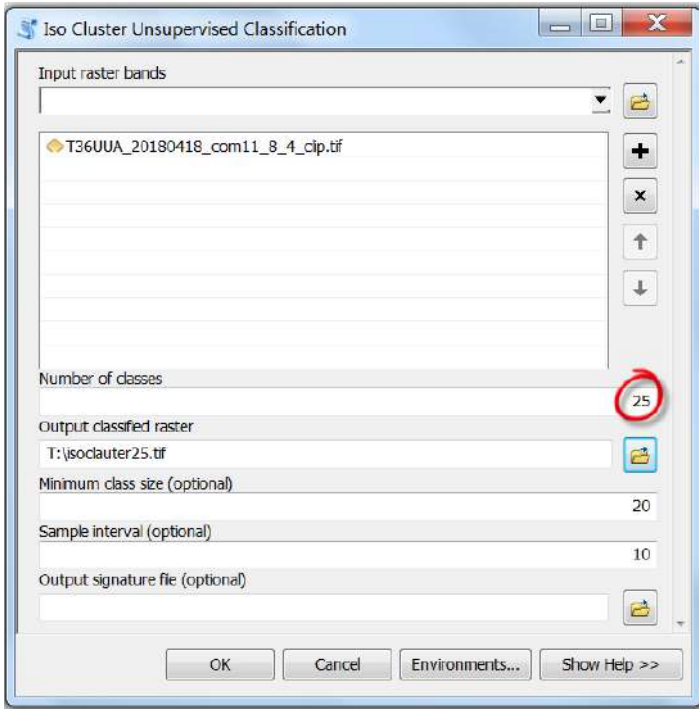 Iso Cluster Unsupervised Classification
Input raster bands
T36UUA_20180418_com11_8_4_clip.tif
Number of classes
25
Output classified raster
T:\isoclauter25.tif
Minimum class size (optional)
20
Sample interval (optional)
10
Output signature file (optional)
OK Cancel Environments... Show Help >>